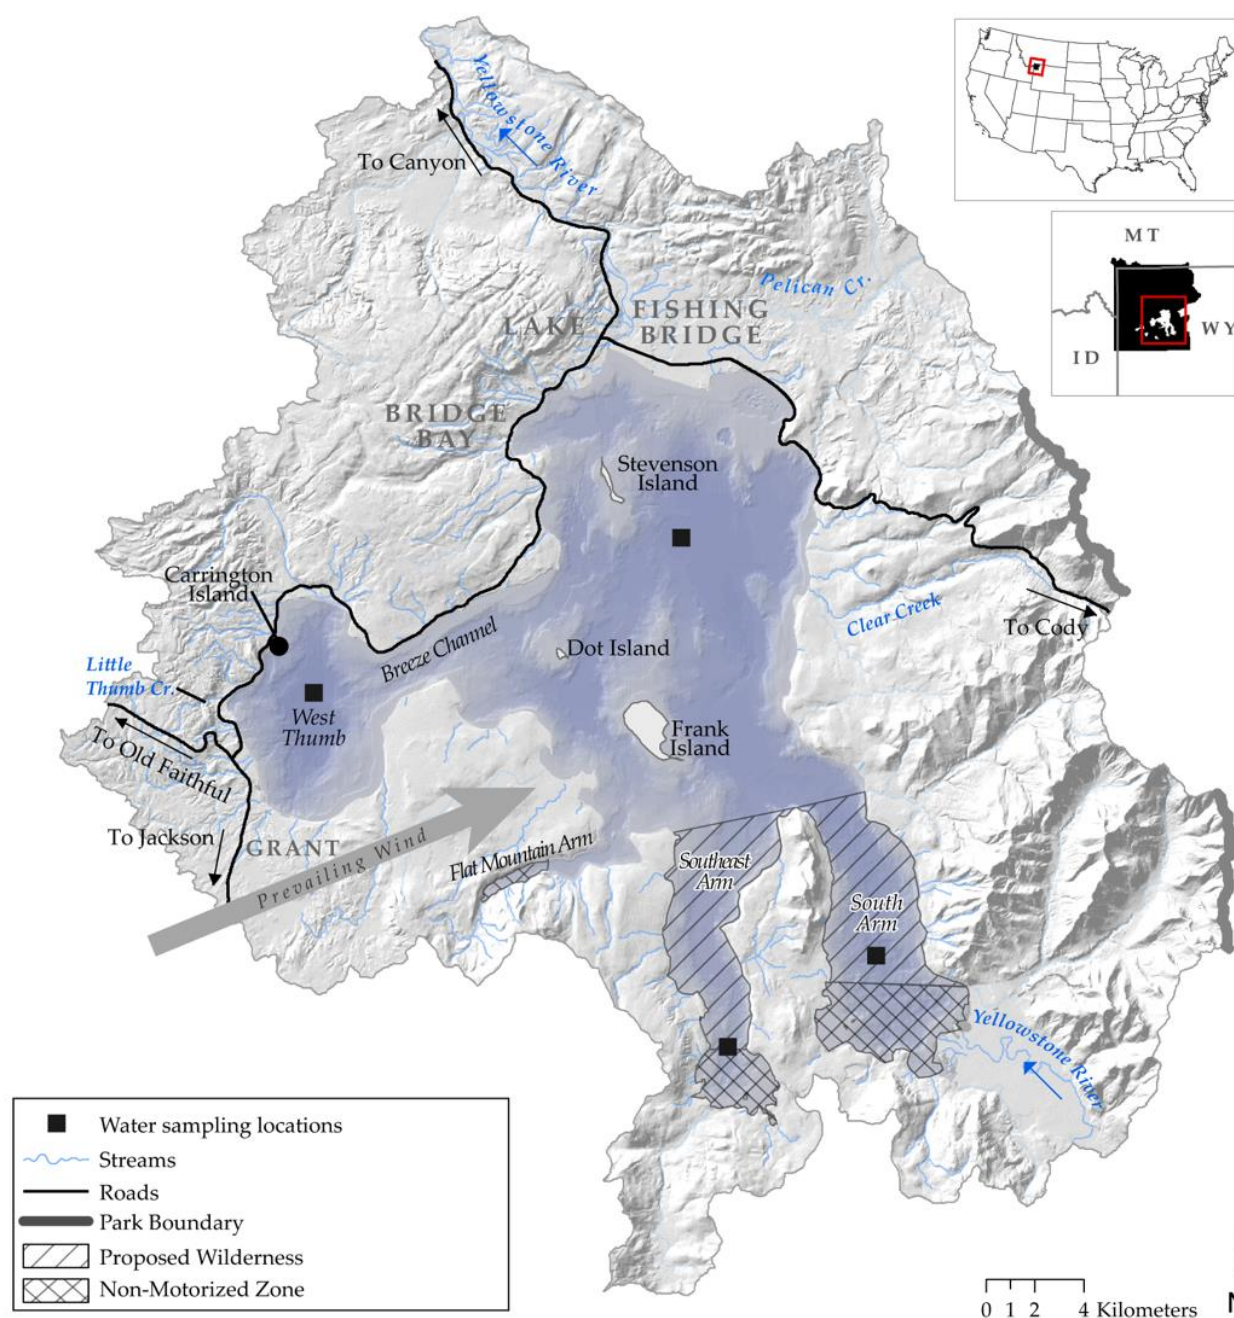 Yellowstone River
To Canyon
MT
ID
WY
Pelican Cr.
LAKE
FISHING
BRIDGE
BRIDGE
BAY
Stevenson
Island
Carrington
Island
Clear Creek
To Cody
Breeze Channel
Dot Island
Little
Thumb Cr.
West
Thumb
Frank
Island
To Old Faithful
To Jackson
GRANT
Prevailing Wind
Flat Mountain Arm
Southeast
Arm
South
Arm
Yellowstone River
Water sampling locations
Streams
Roads
Park Boundary
Proposed Wilderness
Non-Motorized Zone
0 1 2 4 Kilometers
N